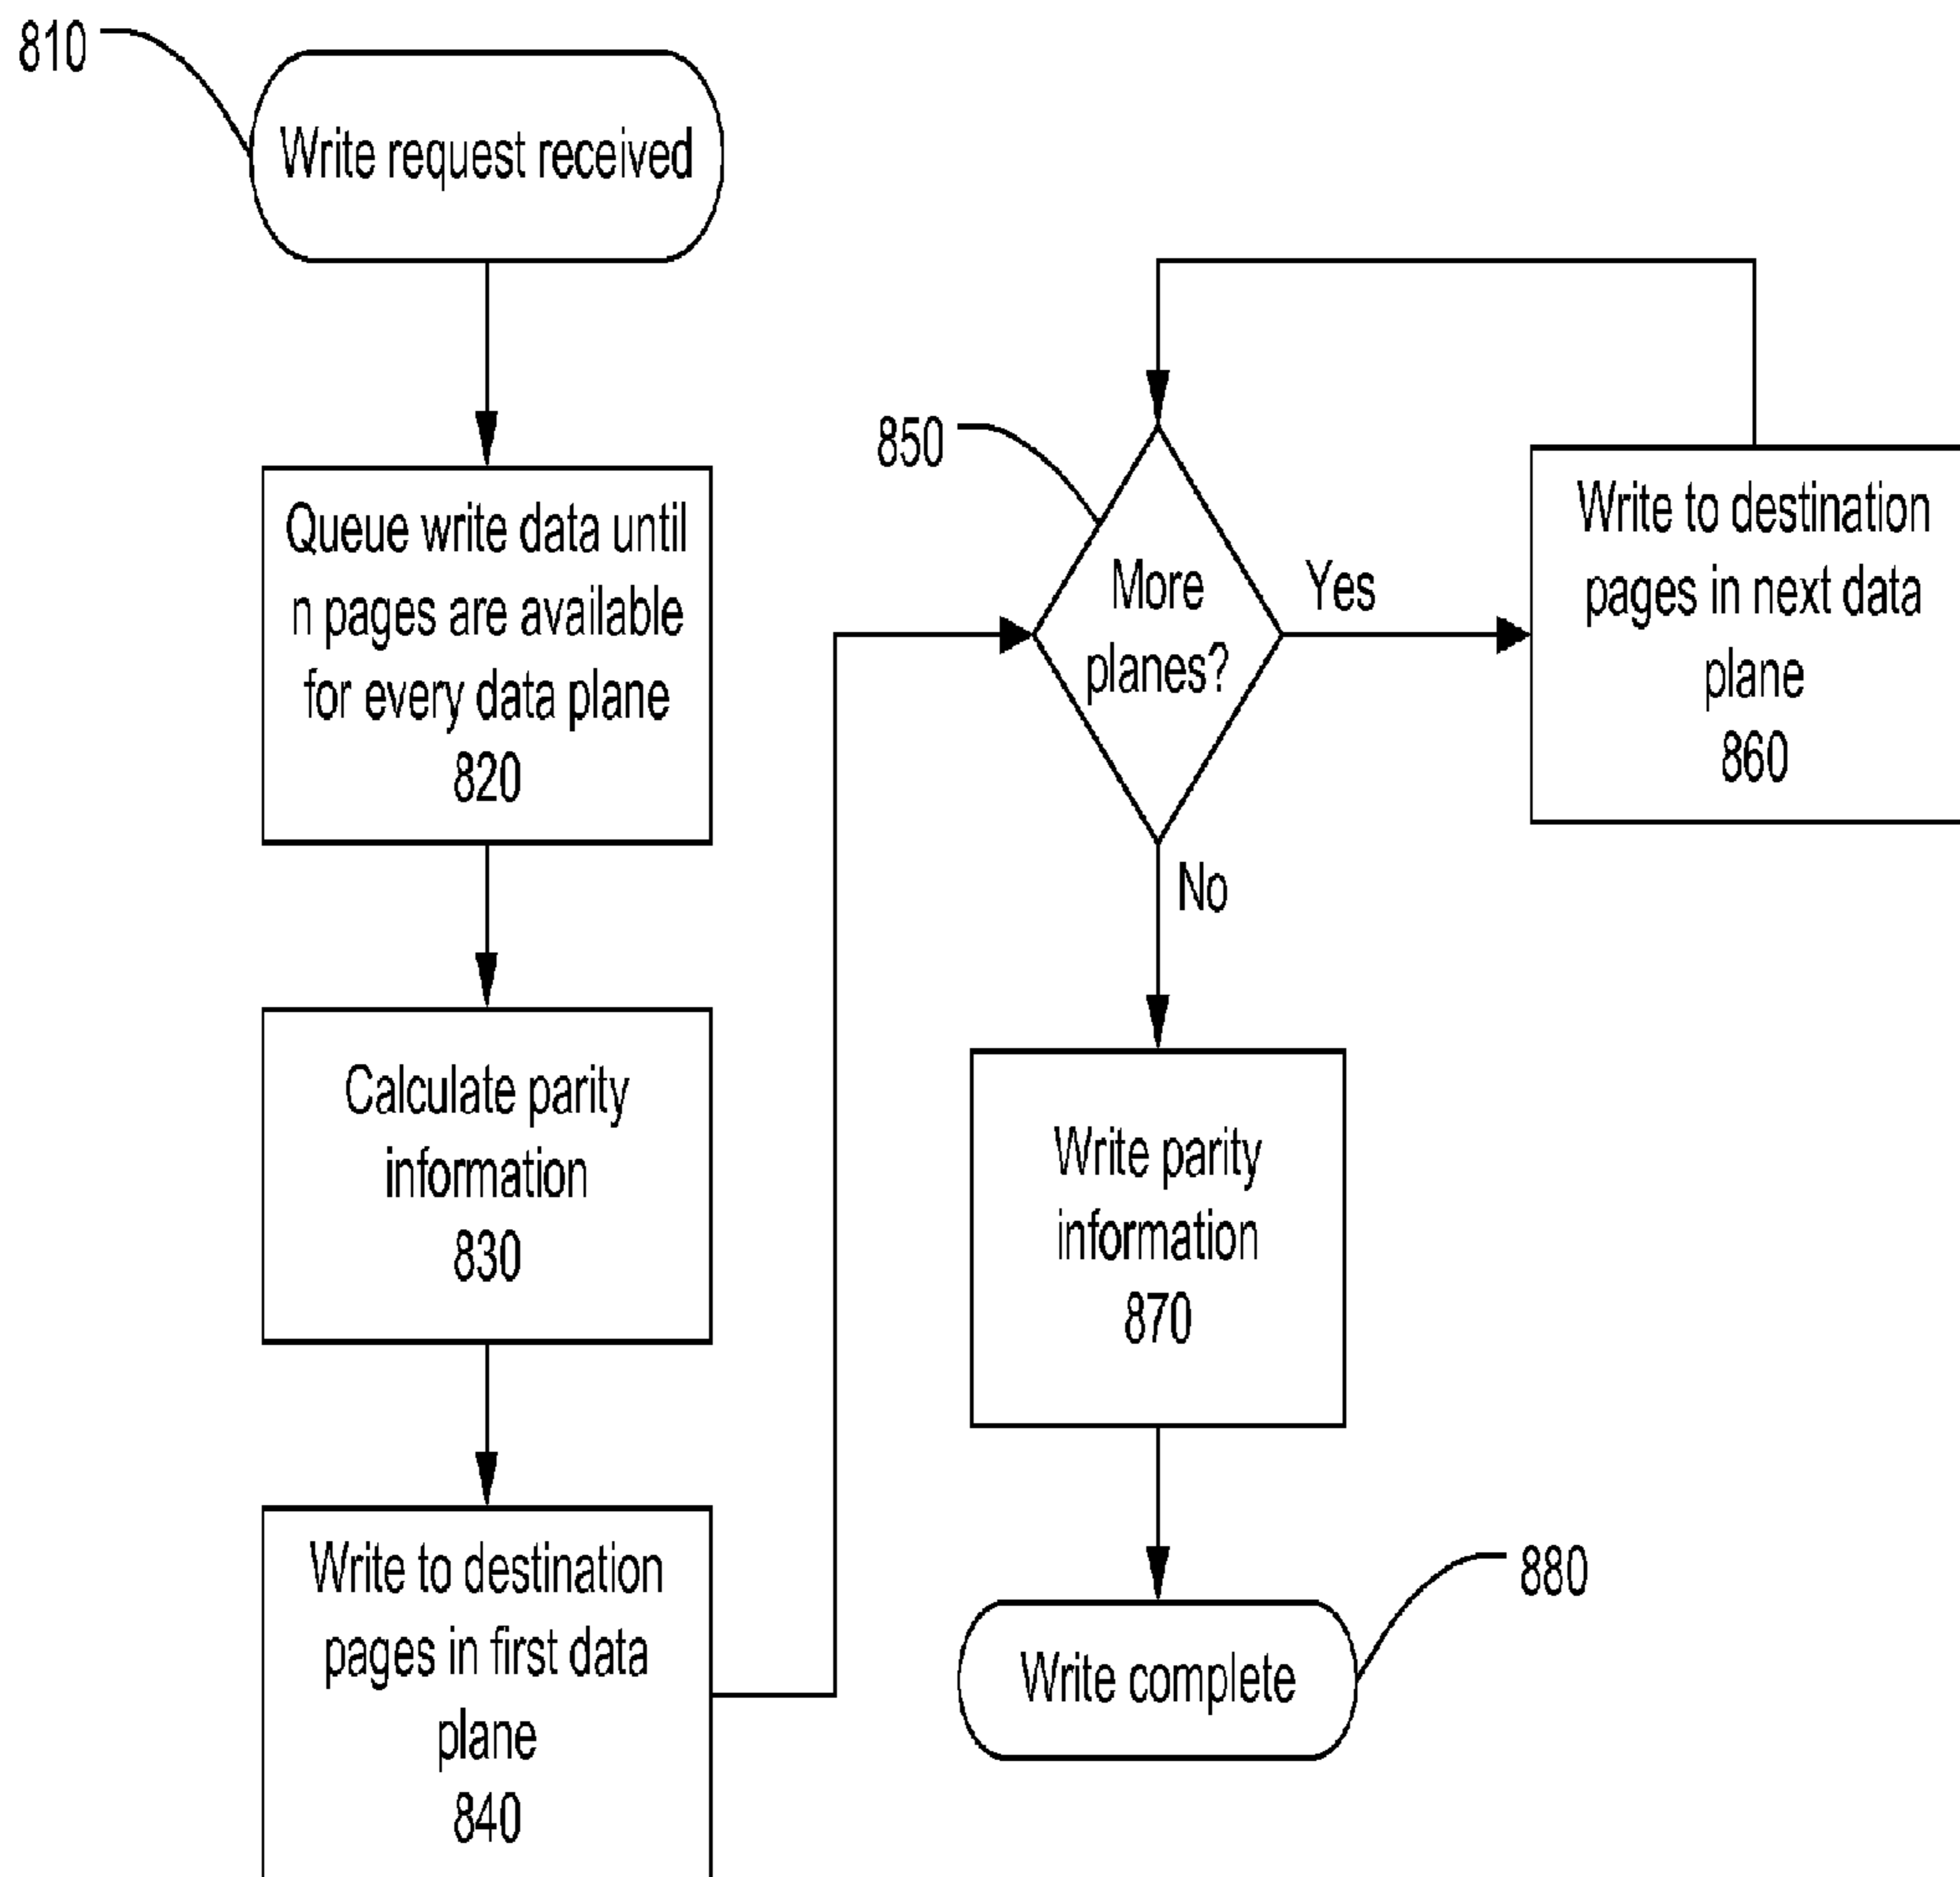 810
Write request received
Queue write data until
n pages are available
for every data plane
820
Calculate parity
information
830
Write to destination
pages in first data
plane
840
850
More
planes?
Yes
No
Write to destination
pages in next data
plane
860
Write parity
information
870
Write complete
880